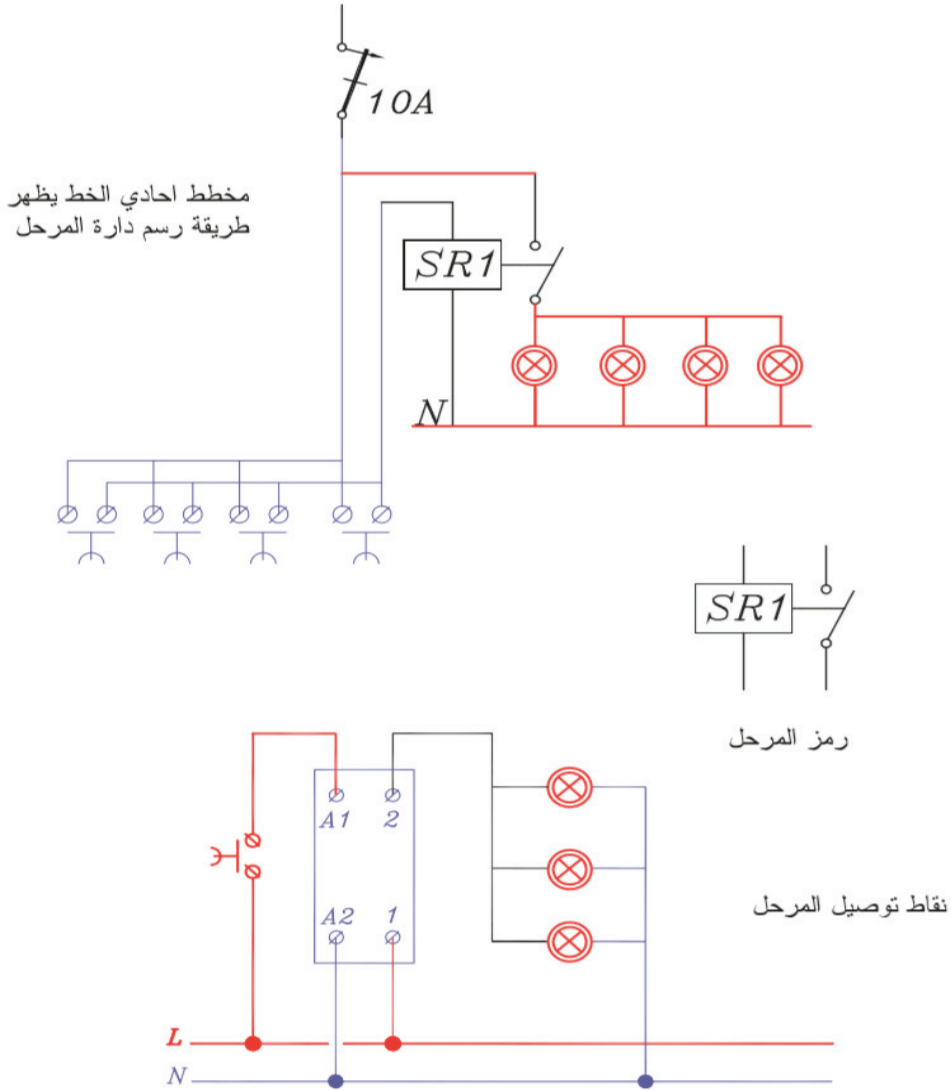 10A
مخطط احادي الخط يظهر
طريقة رسم دارة المرحل
SR1
N
SR1
رمز المرحل
A1 2
A2 1
نقاط توصيل المرحل
L
N